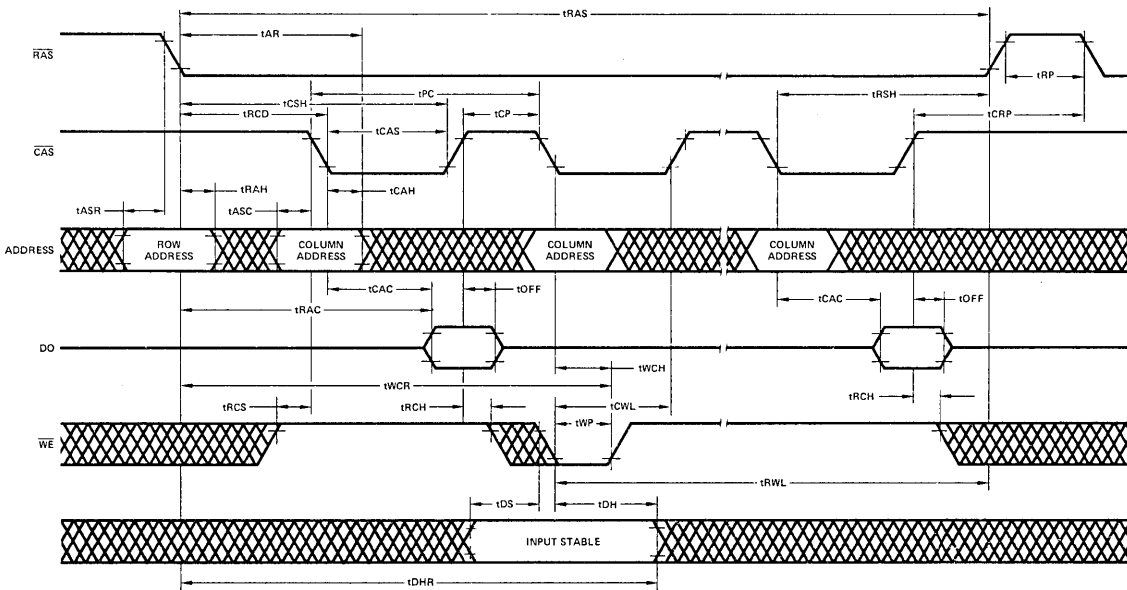 tRAS
tAR
RAS
tRP
tPC
tCSH
tRSH
tRCD
tCP
tCRP
tCAS
CAS
tRAH
tCAH
tASR
tASC
ADDRESS
ROW ADDRESS
COLUMN ADDRESS
COLUMN ADDRESS
COLUMN ADDRESS
tCAC
tOFF
tCAC
tOFF
tRAC
DO
tWCH
tWCR
tRCS
tRCH
tCWL
tRCH
tWP
WE
tRWL
tDS
tDH
INPUT STABLE
tDHR